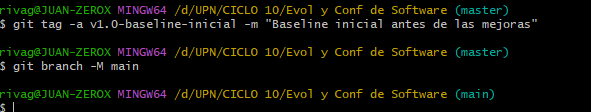 rivag@JUAN-ZEROX MINGW64 /d/UPN/CICLO 10/Evol y Conf de Software (master)
$ git tag -a v1.0-baseline-inicial -m "Baseline inicial antes de las mejoras"
rivag@JUAN-ZEROX MINGW64 /d/UPN/CICLO 10/Evol y Conf de Software (master)
$ git branch -M main
rivag@JUAN-ZEROX MINGW64 /d/UPN/CICLO 10/Evol y Conf de Software (main)
$